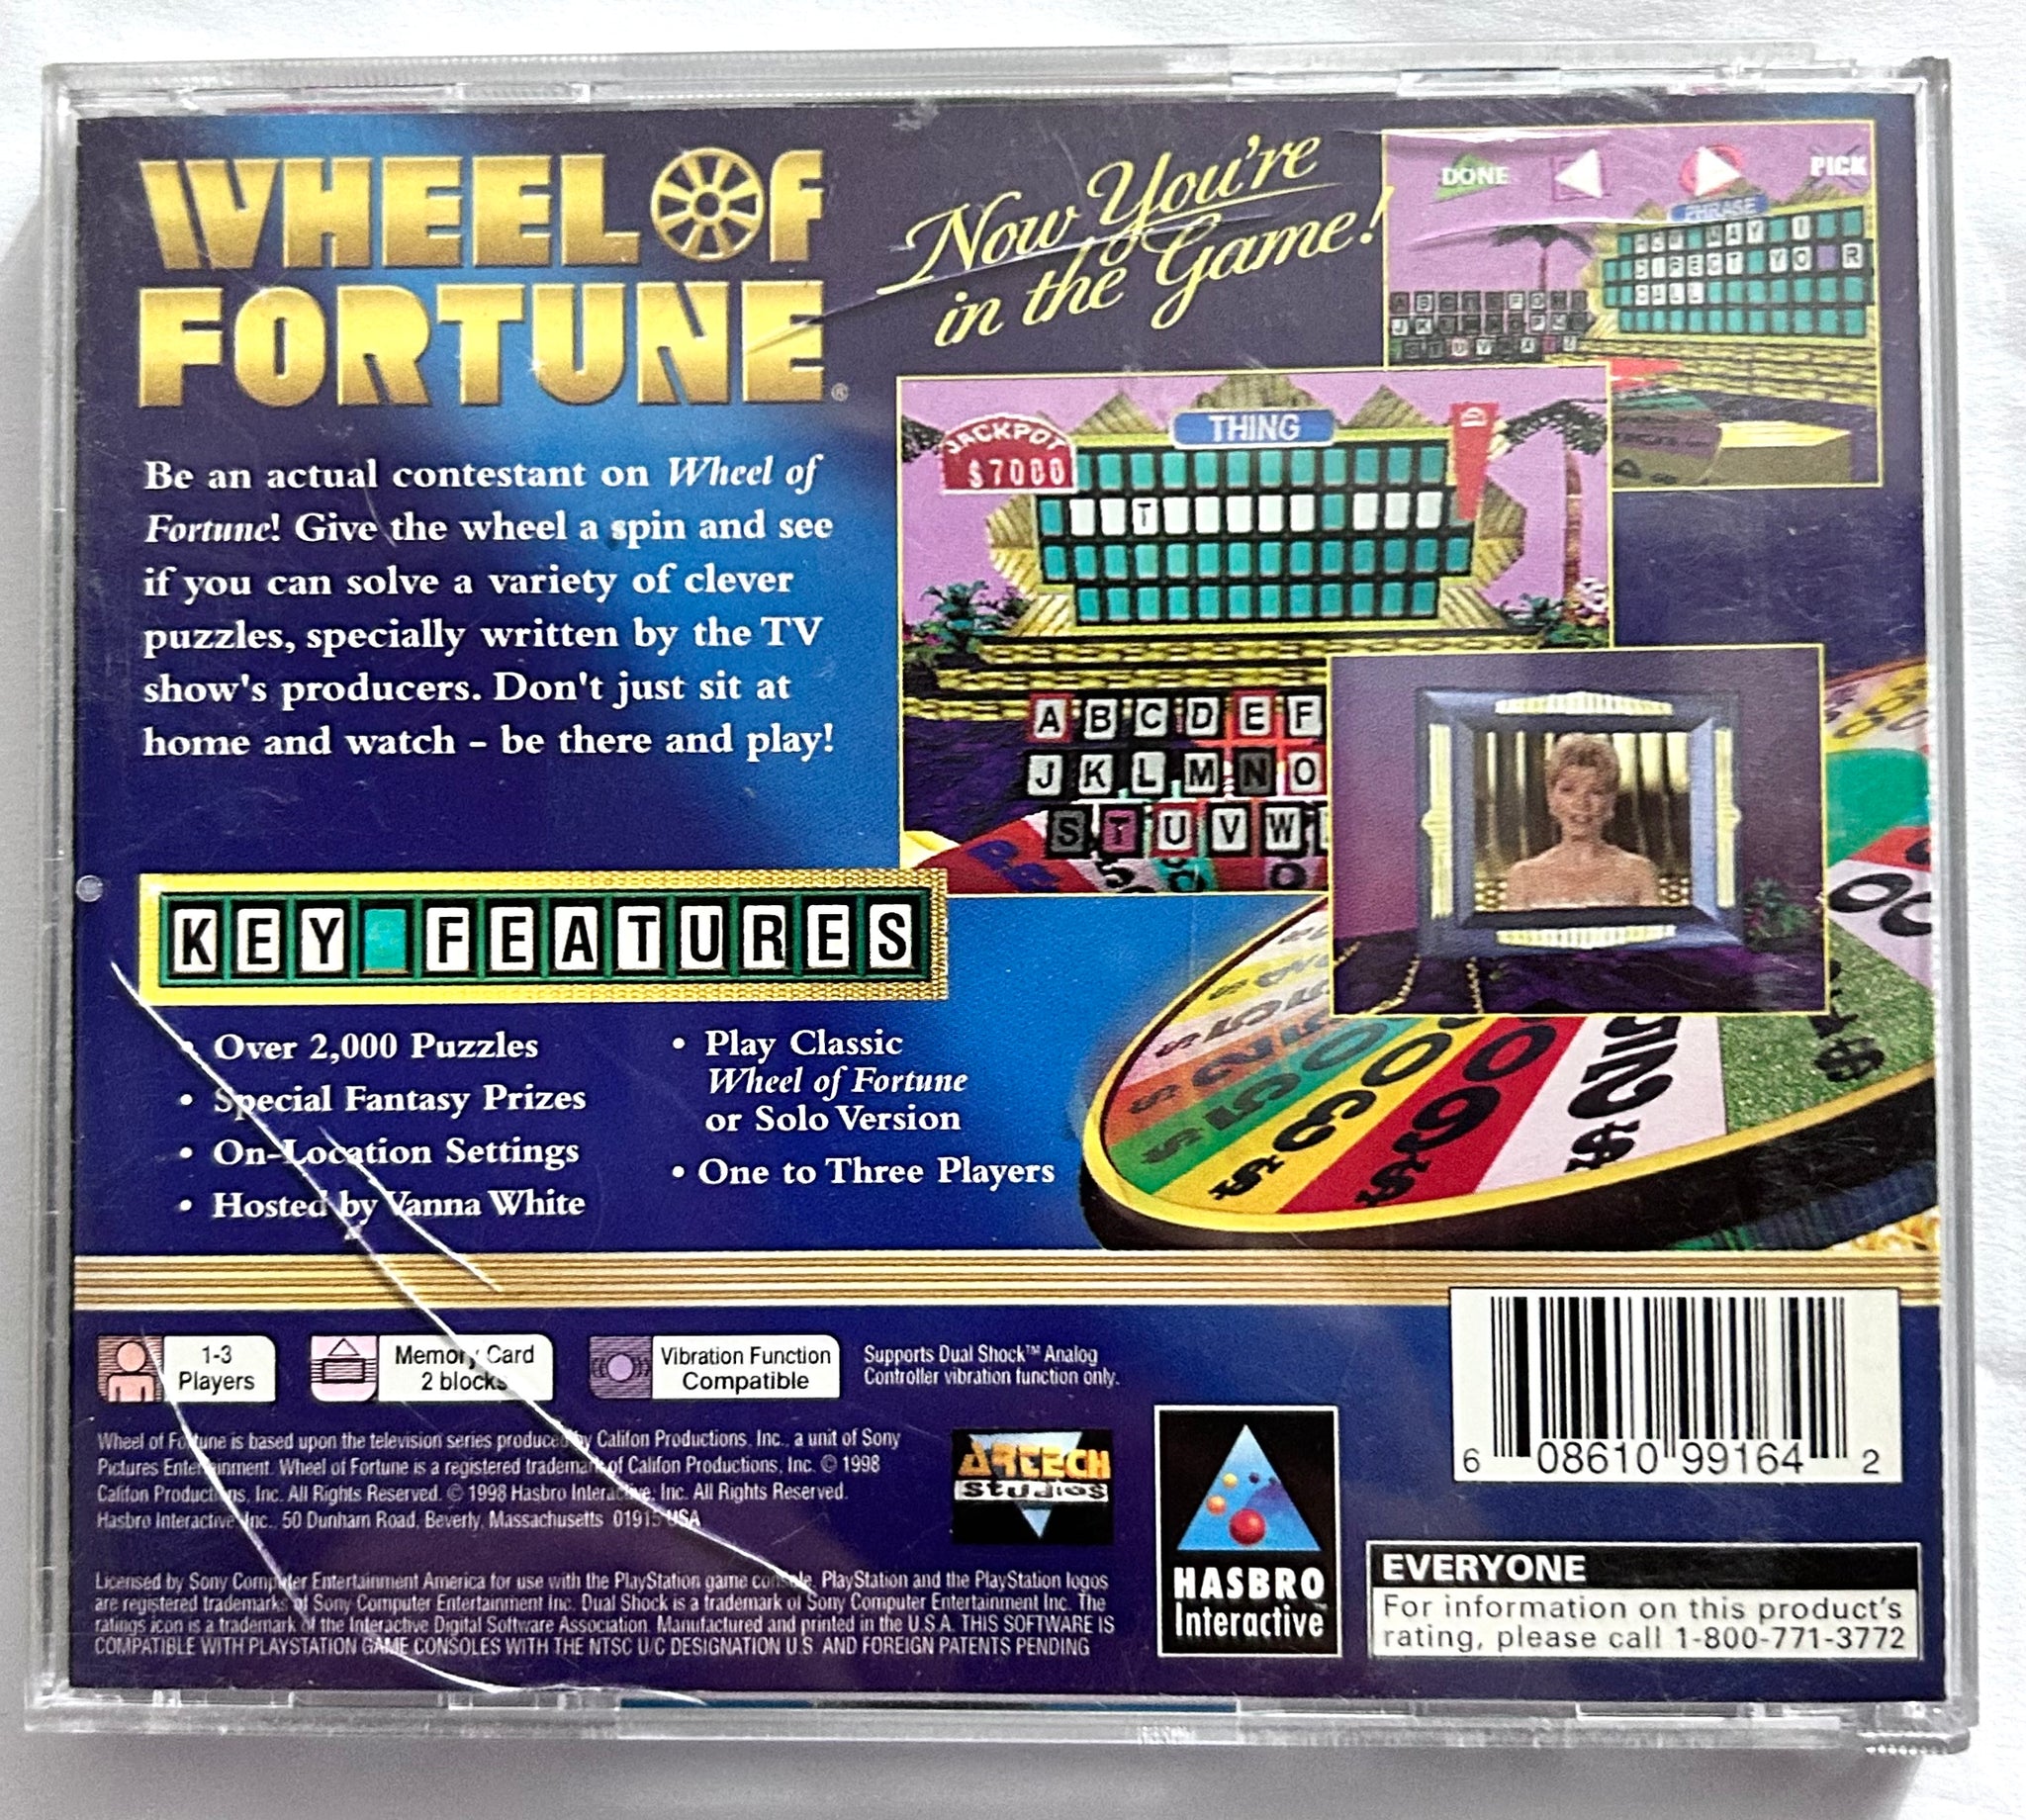 WHEEL OF
FORTUNE®
Now You're
in the Game!
Be an actual contestant on Wheel of
Fortune! Give the wheel a spin and see
if you can solve a variety of clever
puzzles, specially written by the TV
show's producers. Don't just sit at
home and watch - be there and play!
DONE
PICK
PHRASE
MAY I
DIRECT YOUR
CALL
JACKPOT
$7000
THING
T
A B C D E F
J K L M N O
S T U V W
KEY FEATURES
• Over 2,000 Puzzles
• Special Fantasy Prizes
• On-Location Settings
• Hosted by Vanna White
• Play Classic
Wheel of Fortune
or Solo Version
• One to Three Players
1-3
Players
Memory Card
2 blocks
Vibration Function
Compatible
Supports Dual Shock™ Analog
Controller vibration function only.
Wheel of Fortune is based upon the television series produced by Califon Productions, Inc., a unit of Sony
Pictures Entertainment. Wheel of Fortune is a registered trademark of Califon Productions, Inc. © 1998
Califon Productions, Inc. All Rights Reserved. © 1998 Hasbro Interactive, Inc. All Rights Reserved.
Hasbro Interactive, Inc., 50 Dunham Road, Beverly, Massachusetts 01915 USA
Licensed by Sony Computer Entertainment America for use with the PlayStation game console. PlayStation and the PlayStation logos
are registered trademarks of Sony Computer Entertainment Inc. Dual Shock is a trademark of Sony Computer Entertainment Inc. The
ratings icon is a trademark of the Interactive Digital Software Association. Manufactured and printed in the U.S.A. THIS SOFTWARE IS
COMPATIBLE WITH PLAYSTATION GAME CONSOLES WITH THE NTSC U/C DESIGNATION U.S. AND FOREIGN PATENTS PENDING
ARTECH
Studios
HASBRO
Interactive™
6 08610 99164 2
EVERYONE
For information on this product's
rating, please call 1-800-771-3772